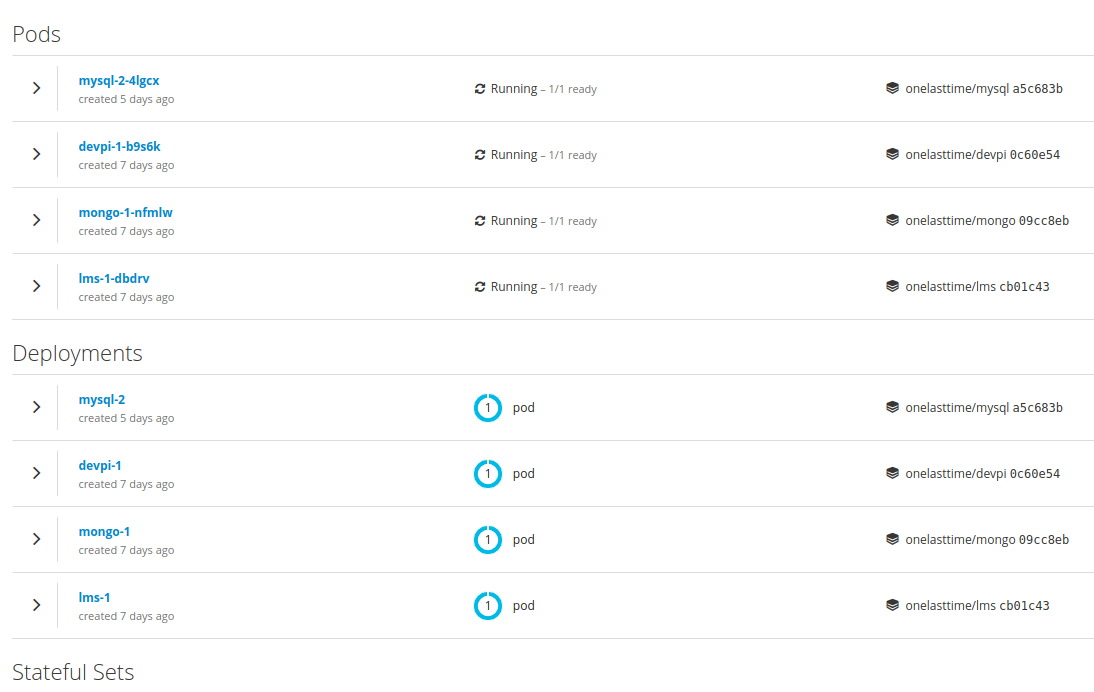 Pods
mysql-2-4lgcx
created 5 days ago
Running – 1/1 ready
onelasttime/mysql a5c683b
devpi-1-b9s6k
created 7 days ago
Running – 1/1 ready
onelasttime/devpi 0c60e54
mongo-1-nfmlw
created 7 days ago
Running – 1/1 ready
onelasttime/mongo 09cc8eb
lms-1-dbdrv
created 7 days ago
Running – 1/1 ready
onelasttime/lms cb01c43
Deployments
mysql-2
created 5 days ago
1 pod
onelasttime/mysql a5c683b
devpi-1
created 7 days ago
1 pod
onelasttime/devpi 0c60e54
mongo-1
created 7 days ago
1 pod
onelasttime/mongo 09cc8eb
lms-1
created 7 days ago
1 pod
onelasttime/lms cb01c43
Stateful Sets